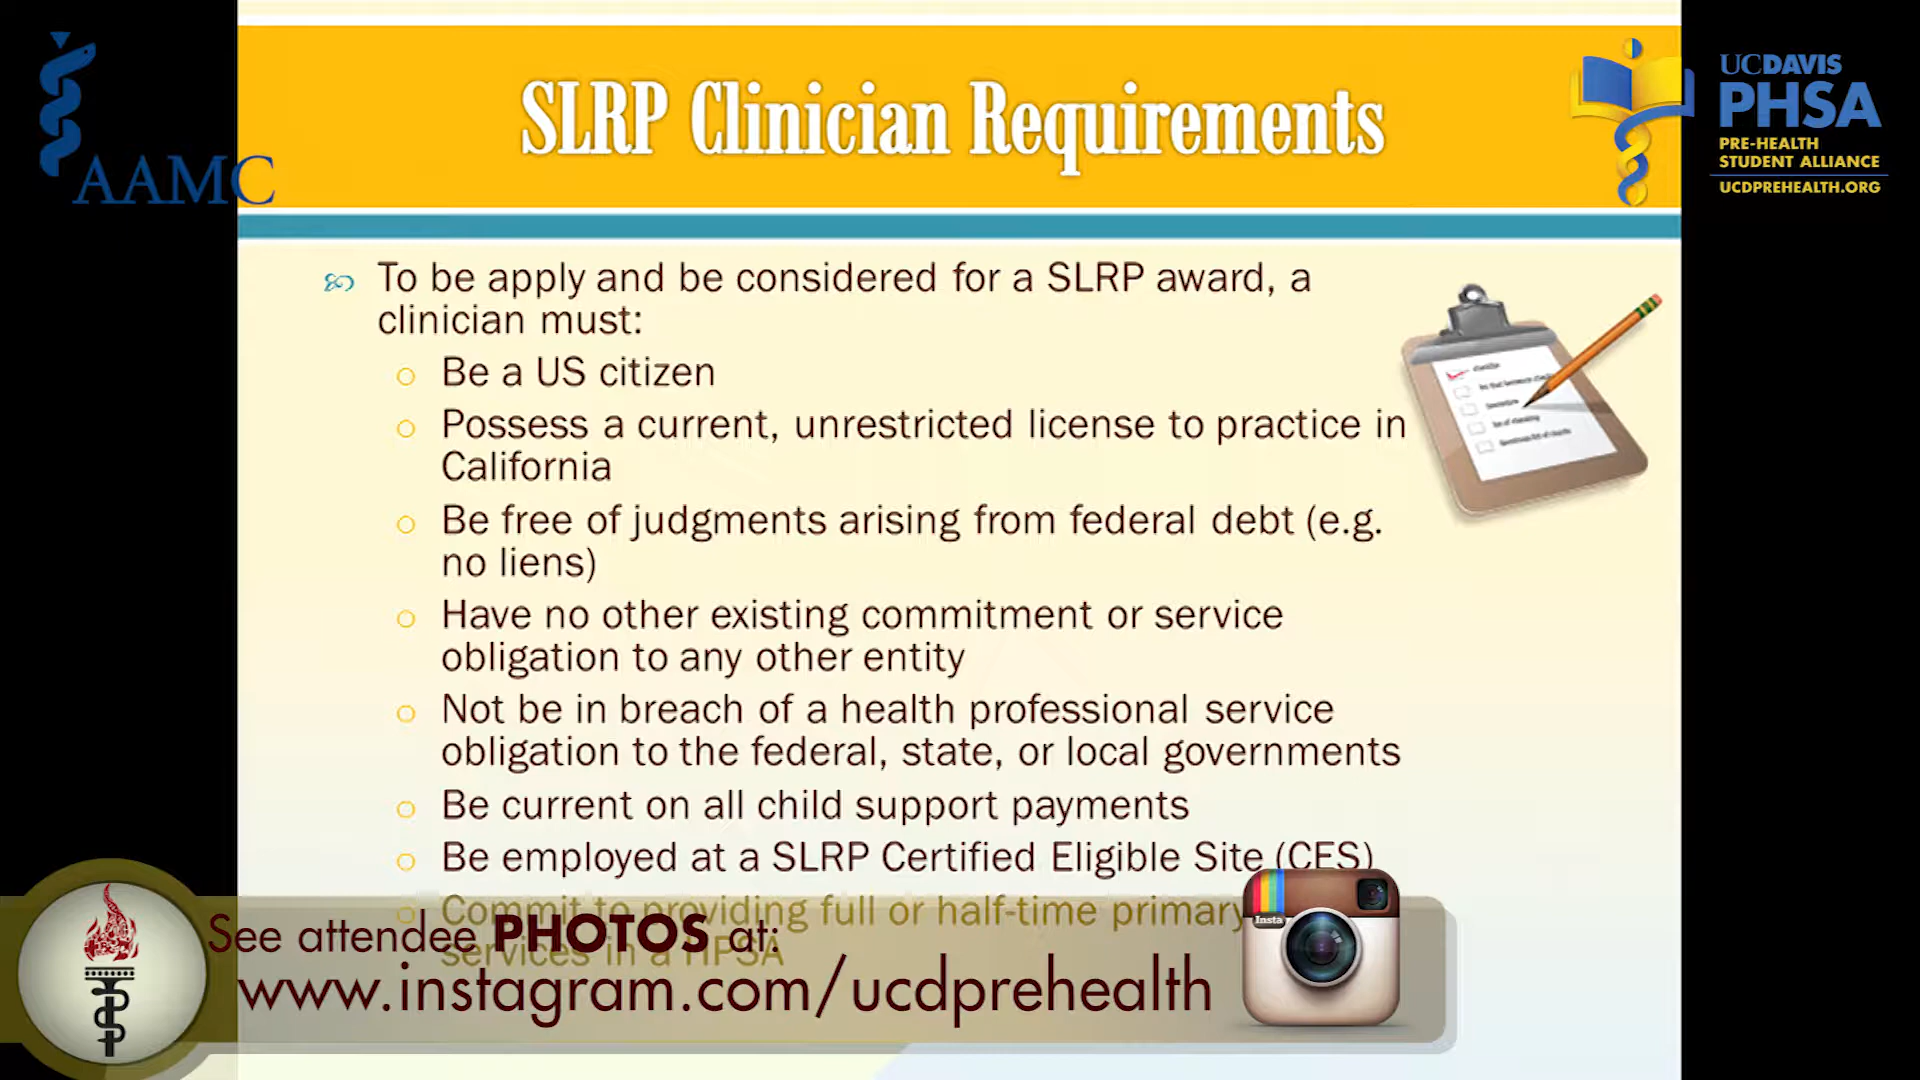 SLRP Clinician Requirements
AAMC
UCDAVIS
PHSA
PRE-HEALTH
STUDENT ALLIANCE
UCDPREHEALTH.ORG
To be apply and be considered for a SLRP award, a
clinician must:
Be a US citizen
Possess a current, unrestricted license to practice in
California
Be free of judgments arising from federal debt (e.g.
no liens)
Have no other existing commitment or service
obligation to any other entity
Not be in breach of a health professional service
obligation to the federal, state, or local governments
Be current on all child support payments
Be employed at a SLRP Certified Eligible Site (CES)
Commit to providing full or half-time primary
services in a HPSA
checklist
See attendee PHOTOS at:
www.instagram.com/ucdprehealth
Insta